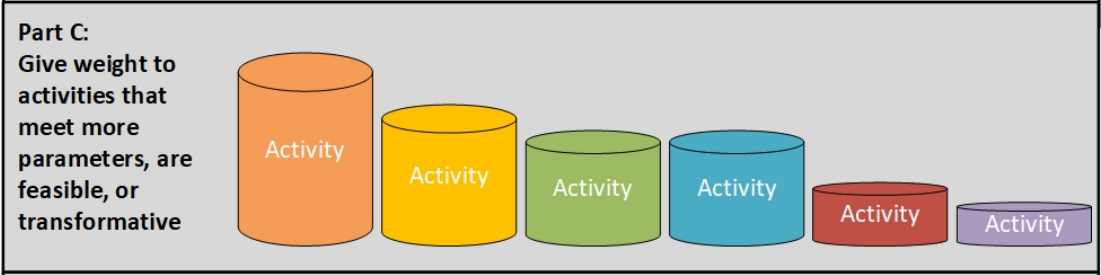 Part C:
Give weight to
activities that
meet more
parameters, are
feasible, or
transformative
Activity
Activity
Activity
Activity
Activity
Activity